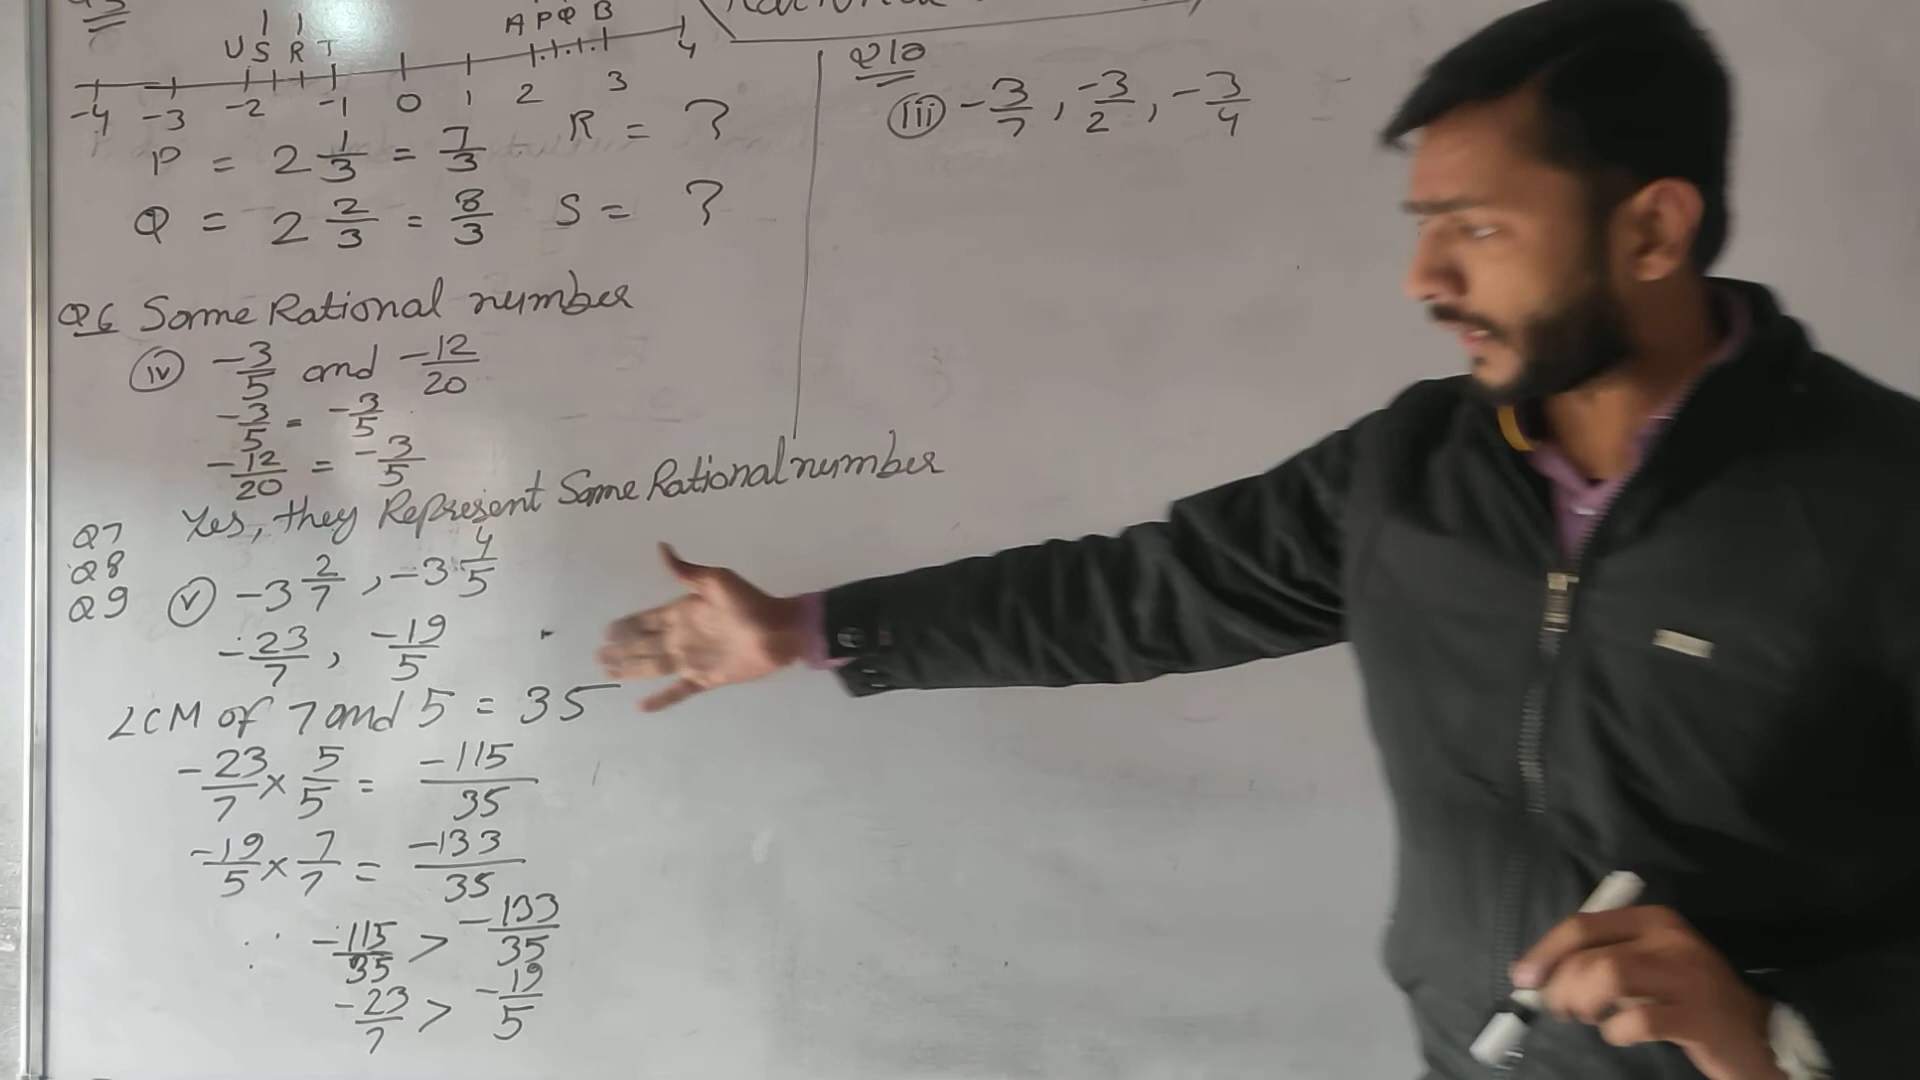 A P Q B
U S R T
-4 -3 -2 -1 0 1 2 3 4
P = 2 1/3 = 7/3 R = ?
Q = 2 2/3 = 8/3 S = ?
Q6 Same Rational number
(iv) -3/5 and -12/20
-3/5 = -3/5
-12/20 = -3/5
Yes, they Represent Same Rational number
Q7
Q8
Q9 (v) -3 2/7 , -3 4/5
-23/7 , -19/5
LCM of 7 and 5 = 35
-23/7 × 5/5 = -115/35
-19/5 × 7/7 = -133/35
∵ -115/35 > -133/35
-23/7 > -19/5
Q10
(iii) -3/7 , -3/2 , -3/4